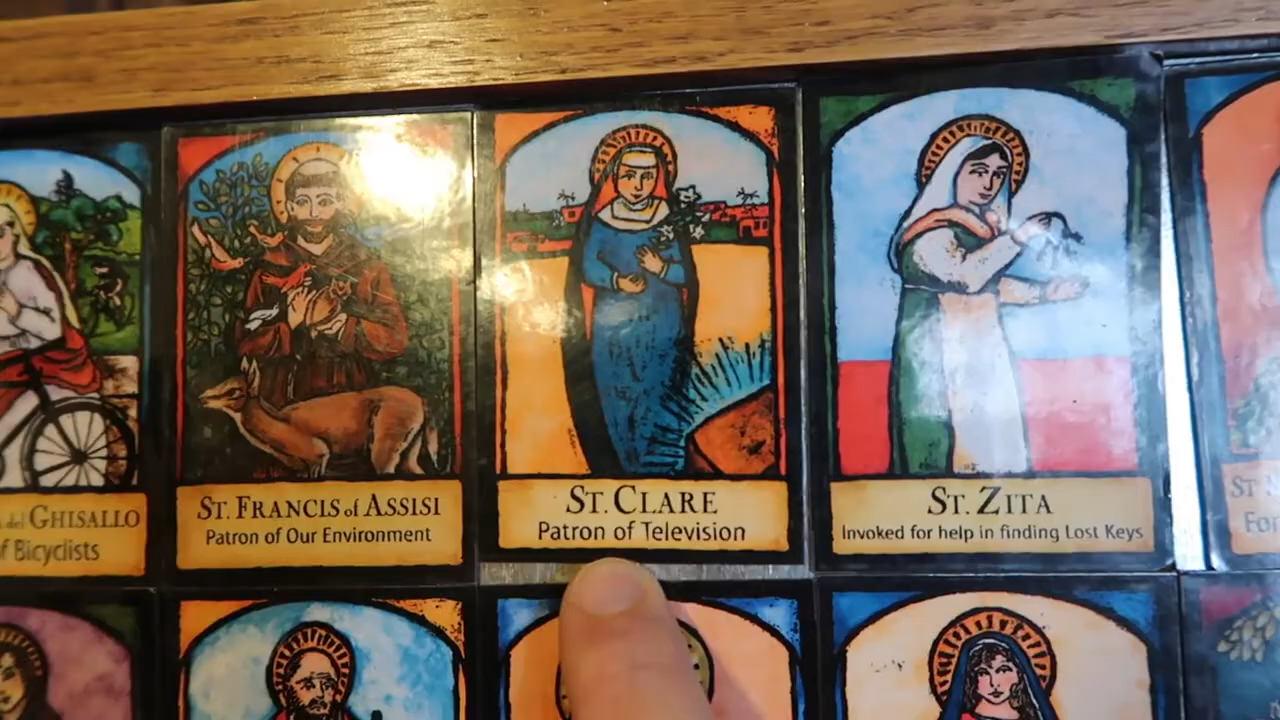 del GHISALLO
of Bicyclists
ST. FRANCIS of ASSISI
Patron of Our Environment
ST. CLARE
Patron of Television
ST. ZITA
Invoked for help in finding Lost Keys
ST